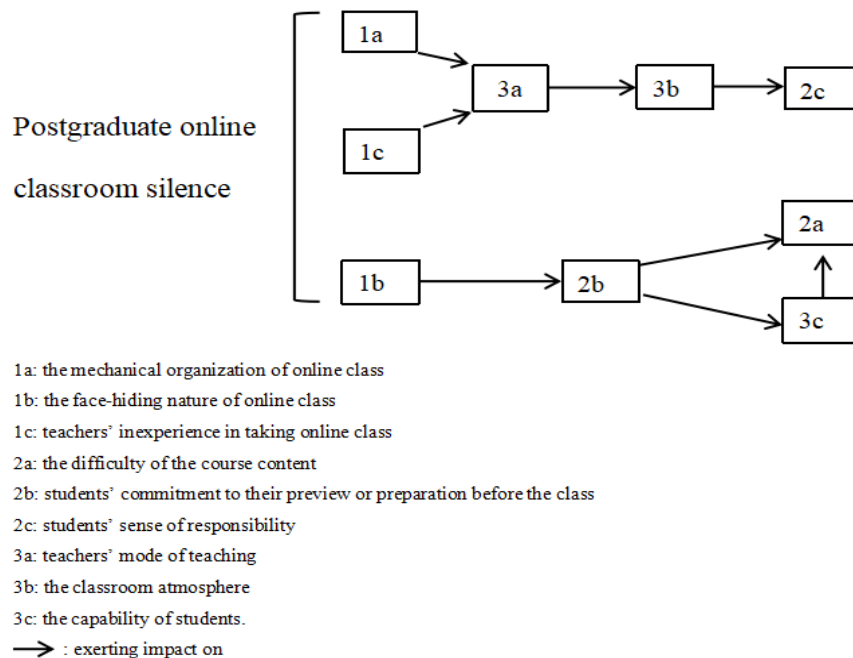 1a
3a
3b
2c
Postgraduate online
classroom silence
1c
2a
1b
2b
3c
1a: the mechanical organization of online class
1b: the face-hiding nature of online class
1c: teachers’ inexperience in taking online class
2a: the difficulty of the course content
2b: students’ commitment to their preview or preparation before the class
2c: students’ sense of responsibility
3a: teachers’ mode of teaching
3b: the classroom atmosphere
3c: the capability of students.
: exerting impact on